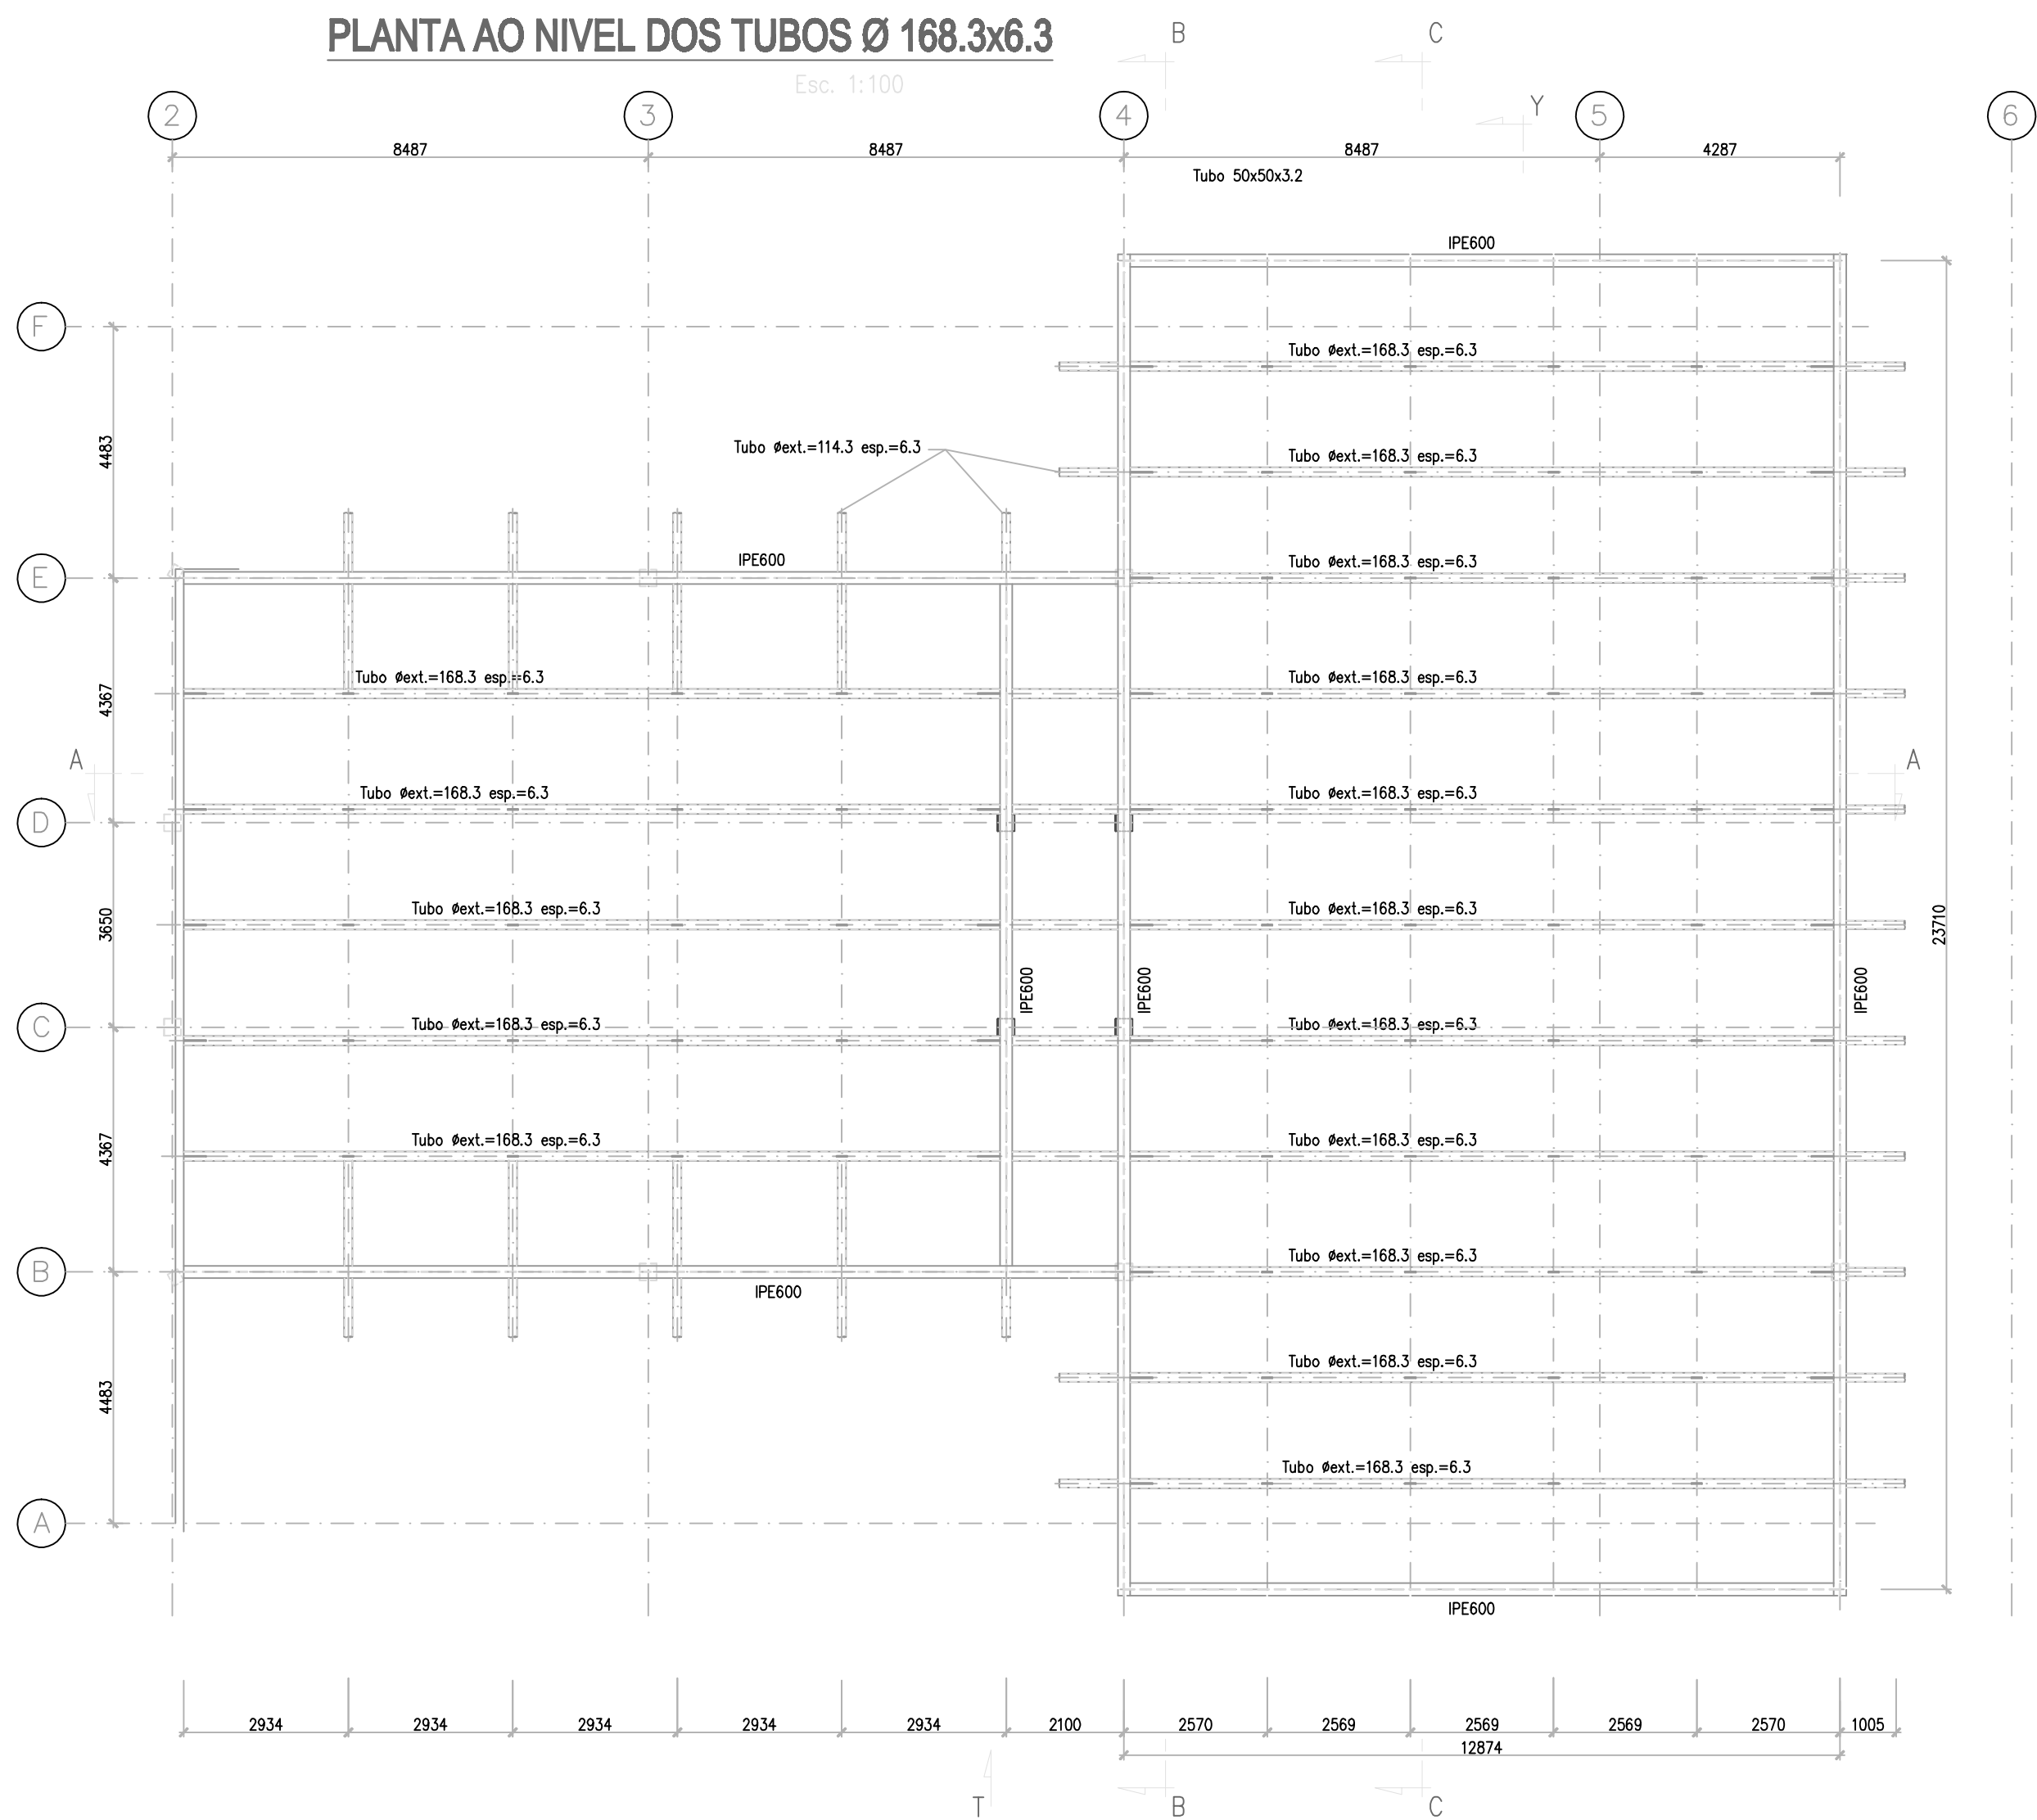 PLANTA AO NIVEL DOS TUBOS Ø 168.3x6.3
Esc. 1:100
B
C
Y
2
3
4
5
6
8487
8487
8487
4287
Tubo 50x50x3.2
IPE600
F
Tubo Øext.=168.3 esp.=6.3
4483
Tubo Øext.=114.3 esp.=6.3
Tubo Øext.=168.3 esp.=6.3
IPE600
Tubo Øext.=168.3 esp.=6.3
E
4367
Tubo Øext.=168.3 esp.=6.3
Tubo Øext.=168.3 esp.=6.3
A
A
Tubo Øext.=168.3 esp.=6.3
Tubo Øext.=168.3 esp.=6.3
D
3650
Tubo Øext.=168.3 esp.=6.3
Tubo Øext.=168.3 esp.=6.3
23710
IPE600
IPE600
IPE600
C
Tubo Øext.=168.3 esp.=6.3
Tubo Øext.=168.3 esp.=6.3
4367
Tubo Øext.=168.3 esp.=6.3
Tubo Øext.=168.3 esp.=6.3
B
Tubo Øext.=168.3 esp.=6.3
IPE600
Tubo Øext.=168.3 esp.=6.3
4483
Tubo Øext.=168.3 esp.=6.3
A
IPE600
2934
2934
2934
2934
2934
2100
2570
2569
2569
2569
2570
1005
12874
T
B
C